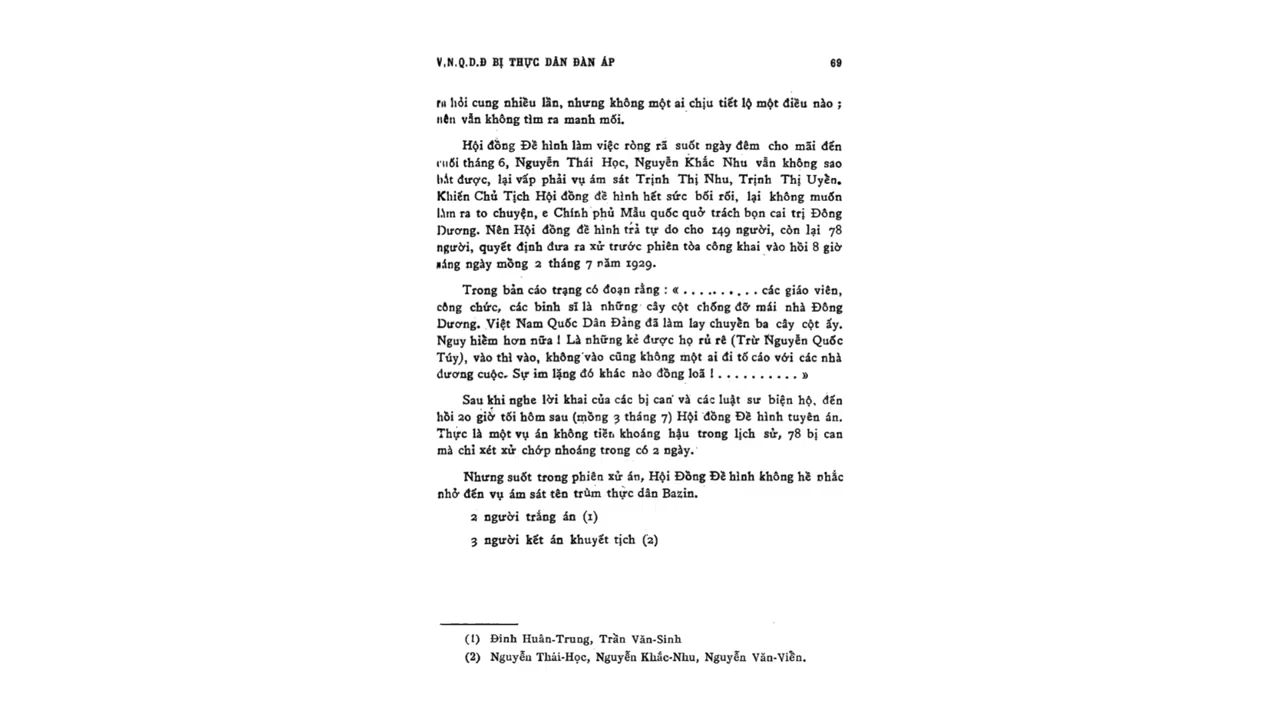 V.N.Q.D.Đ BỊ THỰC DÂN ĐÀN ÁP 69
ra hỏi cung nhiều lần, nhưng không một ai chịu tiết lộ một điều nào ;
nên vẫn không tìm ra manh mối.
Hội đồng Đề hình làm việc ròng rã suốt ngày đêm cho mãi đến
cuối tháng 6, Nguyễn Thái Học, Nguyễn Khắc Nhu vẫn không sao
bắt được, lại vấp phải vụ ám sát Trịnh Thị Nhu, Trịnh Thị Uyển.
Khiến Chủ Tịch Hội đồng đề hình hết sức bối rối, lại không muốn
làm ra to chuyện, e Chính phủ Mẫu quốc quở trách bọn cai trị Đông
Dương. Nên Hội đồng đề hình trả tự do cho 149 người, còn lại 78
người, quyết định đưa ra xử trước phiên tòa công khai vào hồi 8 giờ
sáng ngày mồng 2 tháng 7 năm 1929.
Trong bản cáo trạng có đoạn rằng : « . . . . . . . . . . các giáo viên,
công chức, các binh sĩ là những cây cột chống đỡ mái nhà Đông
Dương. Việt Nam Quốc Dân Đảng đã làm lay chuyển ba cây cột ấy.
Nguy hiểm hơn nữa ! Là những kẻ được họ rủ rê (Trừ Nguyễn Quốc
Túy), vào thì vào, không vào cũng không một ai đi tố cáo với các nhà
đương cuộc. Sự im lặng đó khác nào đồng loã ! . . . . . . . . . . »
Sau khi nghe lời khai của các bị can và các luật sư biện hộ, đến
hồi 20 giờ tối hôm sau (mồng 3 tháng 7) Hội đồng Đề hình tuyên án.
Thực là một vụ án không tiền khoáng hậu trong lịch sử, 78 bị can
mà chỉ xét xử chớp nhoáng trong có 2 ngày.
Nhưng suốt trong phiên xử án, Hội Đồng Đề hình không hề nhắc
nhở đến vụ ám sát tên trùm thực dân Bazin.
2 người trắng án (1)
3 người kết án khuyết tịch (2)
(1) Đinh Huân-Trung, Trần Văn-Sinh
(2) Nguyễn Thái-Học, Nguyễn Khắc-Nhu, Nguyễn Văn-Viễn.